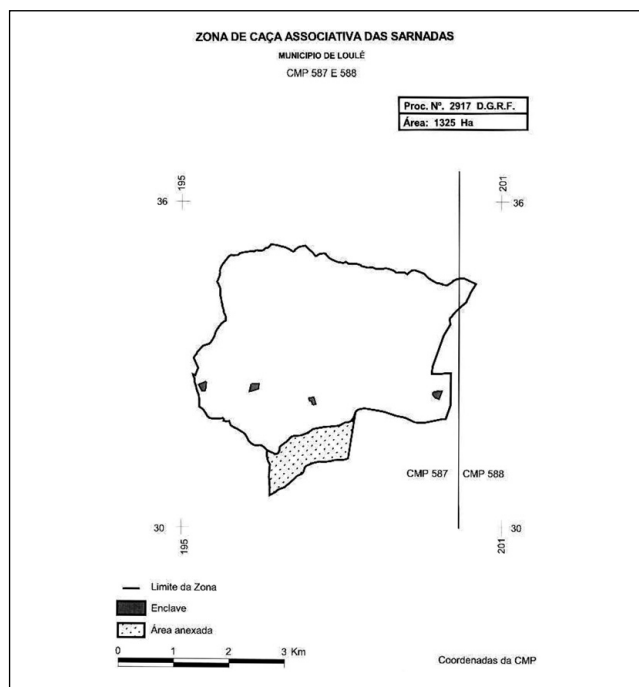 ZONA DE CAÇA ASSOCIATIVA DAS SARNADAS
MUNICIPIO DE LOULÉ
CMP 587 E 588
Proc. Nº. 2917 D.G.R.F.
Área: 1325 Ha
195
201
36
36
CMP 587
CMP 588
30
30
195
201
Limite da Zona
Enclave
Área anexada
0 1 2 3 Km
Coordenadas da CMP